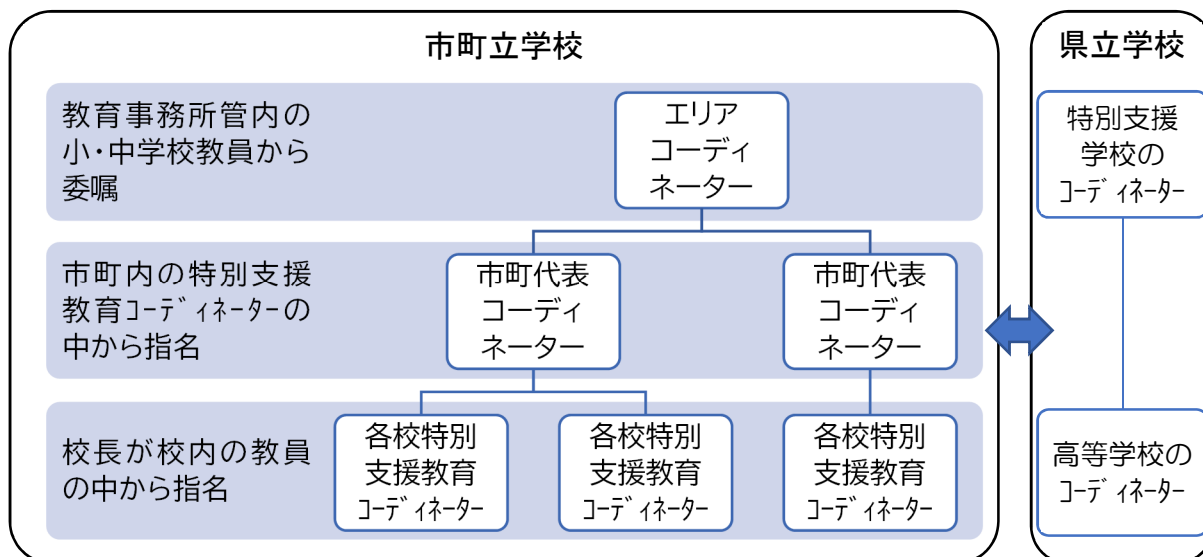 市町立学校
県立学校
教育事務所管内の
小・中学校教員から
委嘱
エリア
コーディ
ネーター
特別支援
学校の
ｺｰﾃﾞｨﾈｰﾀｰ
市町内の特別支援
教育ｺｰﾃﾞｨﾈｰﾀｰの
中から指名
市町代表
コーディ
ネーター
市町代表
コーディ
ネーター
校長が校内の教員
の中から指名
各校特別
支援教育
ｺｰﾃﾞｨﾈｰﾀｰ
各校特別
支援教育
ｺｰﾃﾞｨﾈｰﾀｰ
各校特別
支援教育
ｺｰﾃﾞｨﾈｰﾀｰ
高等学校の
ｺｰﾃﾞｨﾈｰﾀｰ